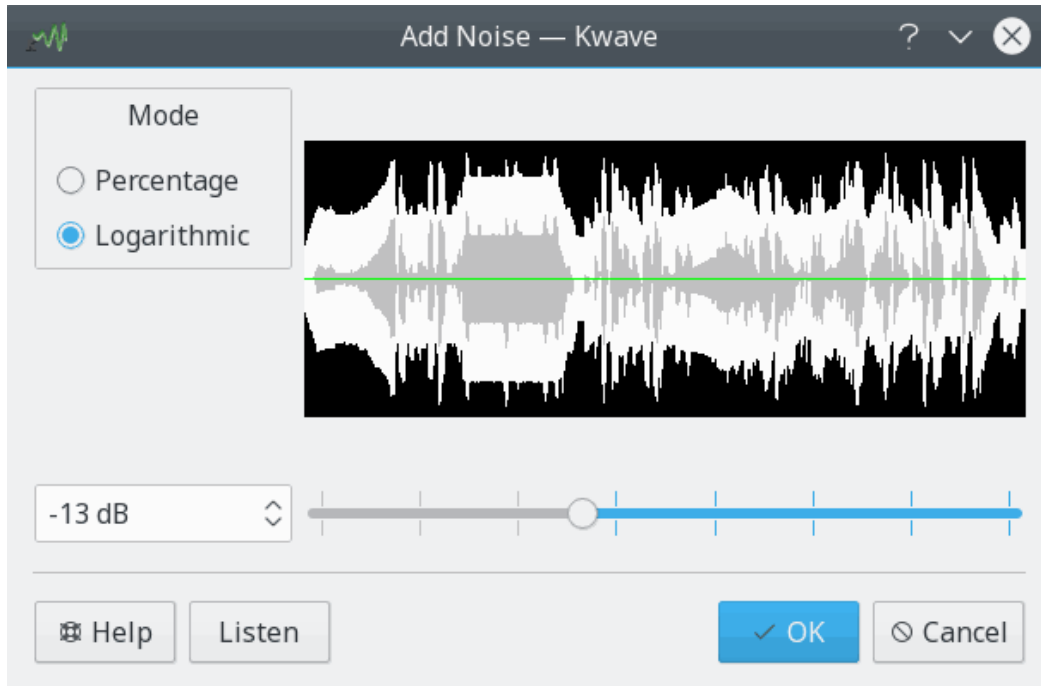 Add Noise — Kwave
Mode
Percentage
Logarithmic
-13 dB
Help
Listen
OK
Cancel